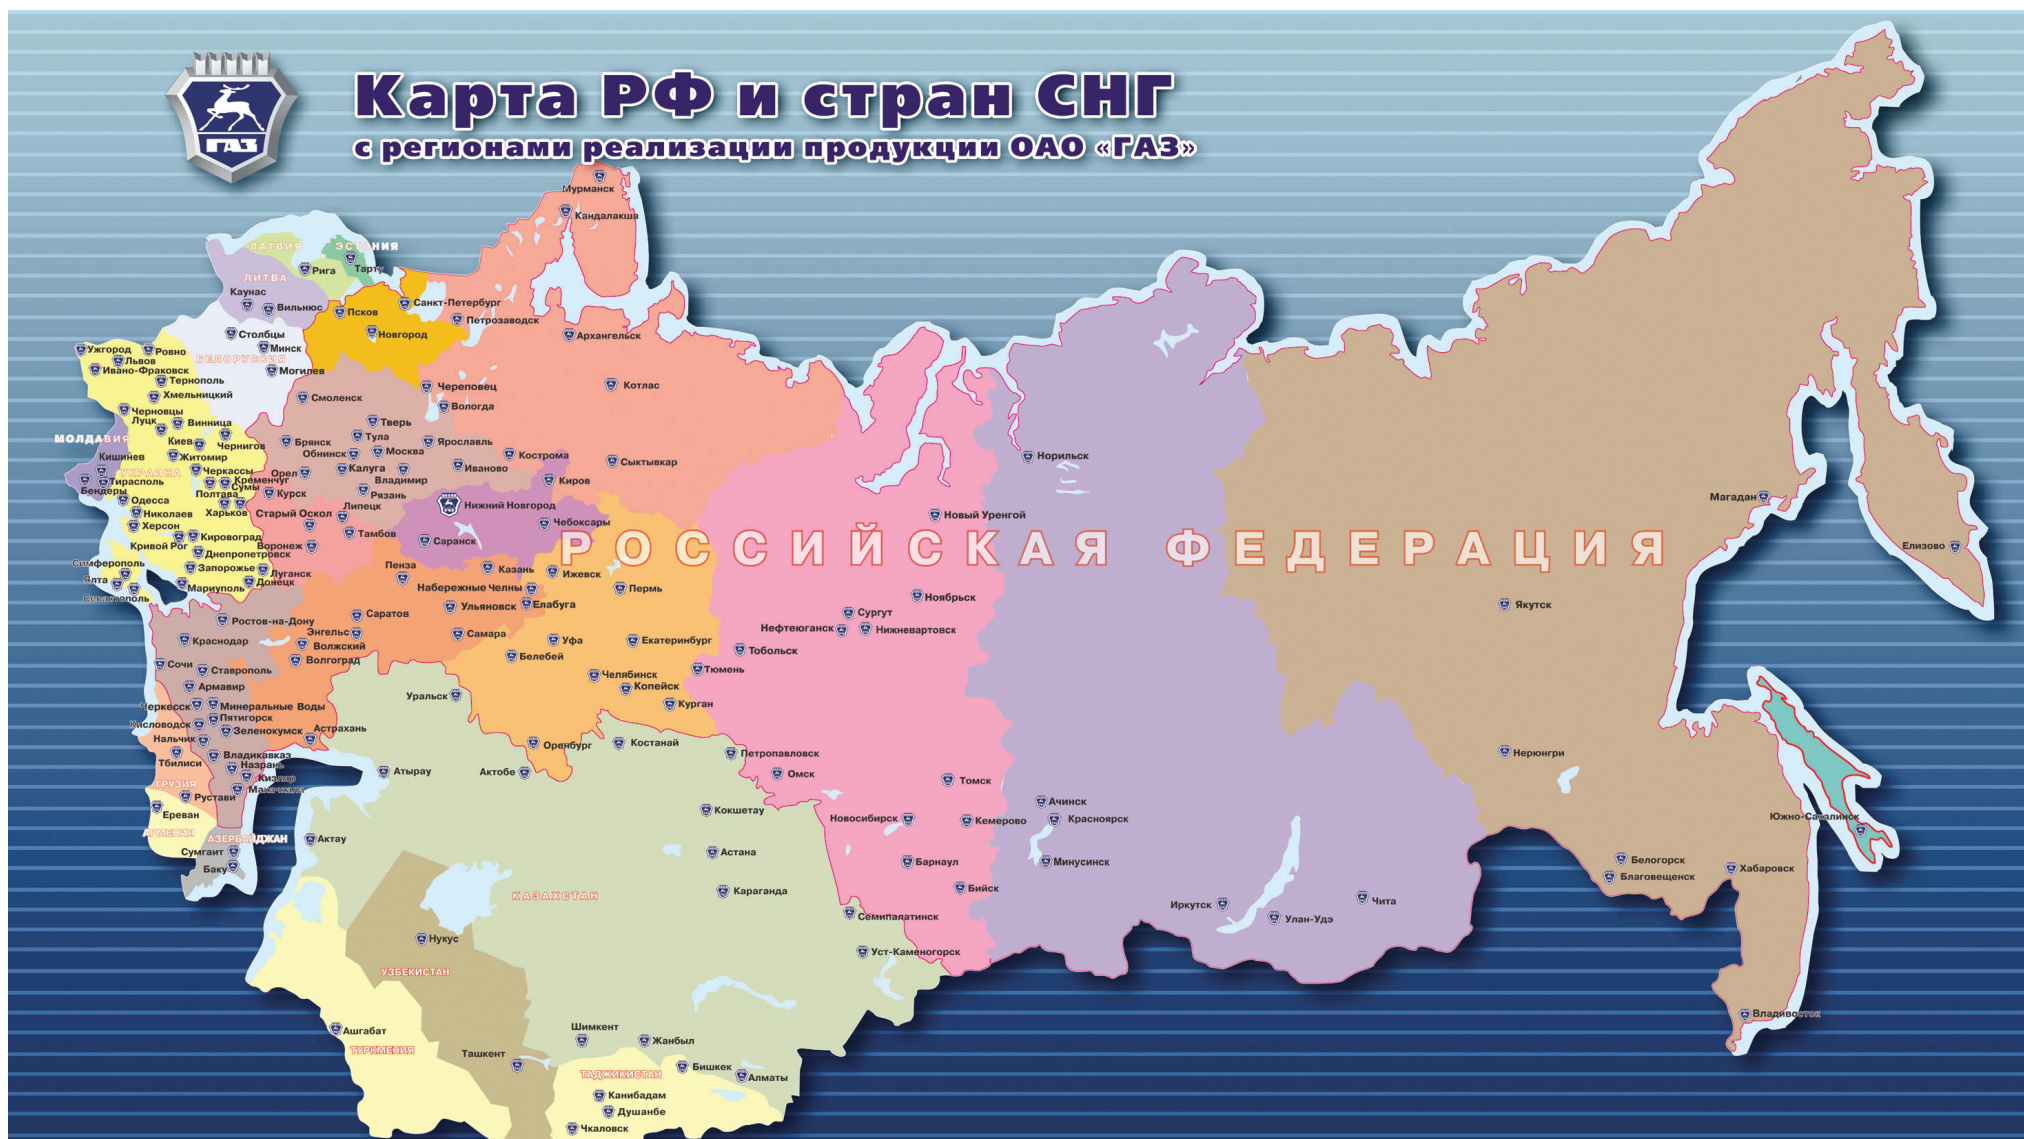 Карта РФ и стран СНГ
с регионами реализации продукции ОАО «ГАЗ»
ГАЗ
Мурманск
Кандалакша
ЛАТВИЯ
ЭСТОНИЯ
Рига
Тарту
ЛИТВА
Каунас
Вильнюс
Псков
Санкт-Петербург
Петрозаводск
Новгород
Архангельск
Столбцы
Минск
БЕЛОРУССИЯ
Могилев
Ужгород
Ровно
Львов
Ивано-Фраковск
Тернополь
Хмельницкий
Черновцы
Луцк
Винница
Киев
Чернигов
Житомир
МОЛДАВИЯ
Кишинев
УКРАИНА
Черкассы
Тирасполь
Кременчуг
Сумы
Бендеры
Полтава
Одесса
Харьков
Николаев
Херсон
Кировоград
Кривой Рог
Днепропетровск
Симферополь
Запорожье
Луганск
Ялта
Донецк
Мариуполь
Севастополь
Череповец
Котлас
Смоленск
Вологда
Тверь
Тула
Брянск
Ярославль
Обнинск
Москва
Кострома
Сыктывкар
Орел
Калуга
Иваново
Владимир
Киров
Курск
Рязань
Липецк
ГАЗ
Нижний Новгород
Старый Оскол
Чебоксары
Тамбов
Воронеж
Саранск
РОССИЙСКАЯ ФЕДЕРАЦИЯ
Пенза
Казань
Ижевск
Набережные Челны
Пермь
Ульяновск
Елабуга
Саратов
Ростов-на-Дону
Энгельс
Самара
Уфа
Екатеринбург
Краснодар
Волжский
Белебей
Волгоград
Сочи
Ставрополь
Челябинск
Тюмень
Копейск
Армавир
Уральск
Курган
Черкесск
Минеральные Воды
Пятигорск
Кисловодск
Зеленокумск
Астрахань
Нальчик
Оренбург
Костанай
Владикавказ
Тбилиси
Назрань
Кизляр
Атырау
Актобе
ГРУЗИЯ
Махачкала
Рустави
Ереван
АРМЕНИЯ
АЗЕРБАЙДЖАН
Сумгаит
Баку
Актау
Норильск
Новый Уренгой
Магадан
Елизово
Ноябрьск
Якутск
Сургут
Нефтеюганск
Нижневартовск
Тобольск
Петропавловск
Омск
Томск
Нерюнгри
Кокшетау
Ачинск
Новосибирск
Кемерово
Красноярск
Южно-Сахалинск
Астана
Барнаул
Минусинск
Белогорск
Хабаровск
Благовещенск
КАЗАХСТАН
Караганда
Бийск
Чита
Иркутск
Улан-Удэ
Семипалатинск
Нукус
Уст-Каменогорск
УЗБЕКИСТАН
Владивосток
Ашгабат
Шимкент
Жанбыл
ТУРКМЕНИЯ
Ташкент
Бишкек
ТАДЖИКИСТАН
Алматы
Канибадам
Душанбе
Чкаловск